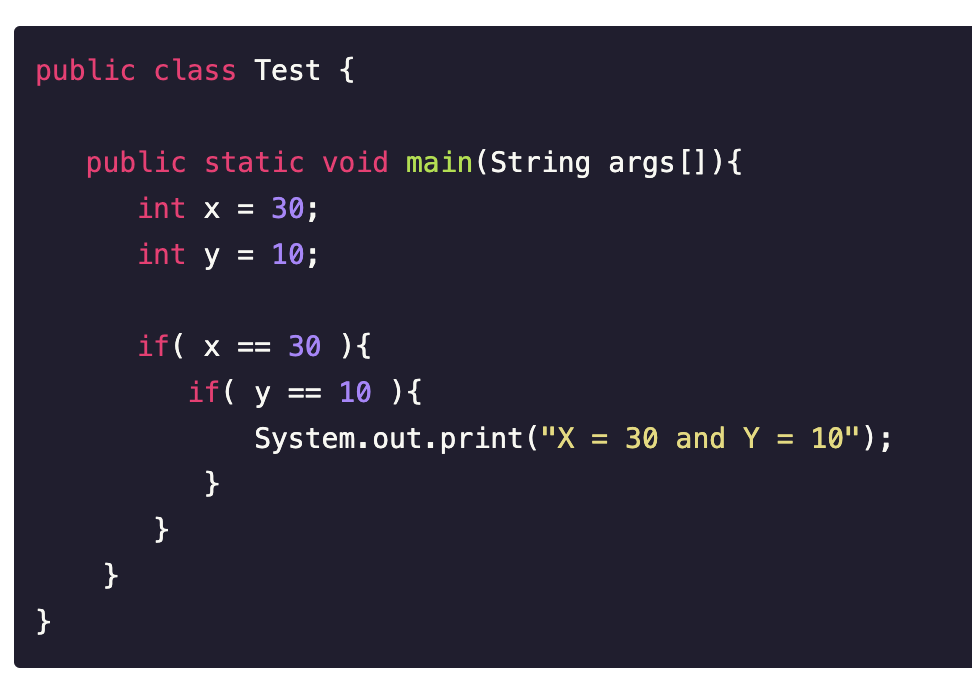 public class Test {
public static void main(String args[]){
int x = 30;
int y = 10;
if( x == 30 ){
if( y == 10 ){
System.out.print("X = 30 and Y = 10");
}
}
}
}